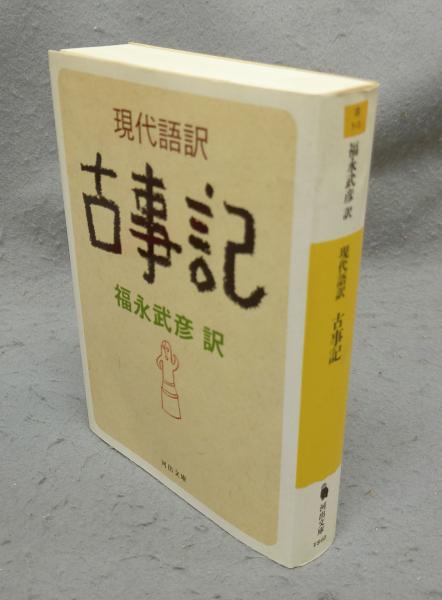 現代語訳
古事記
福永武彦 訳
河出文庫
福永武彦 訳
現代語訳 古事記
河出文庫